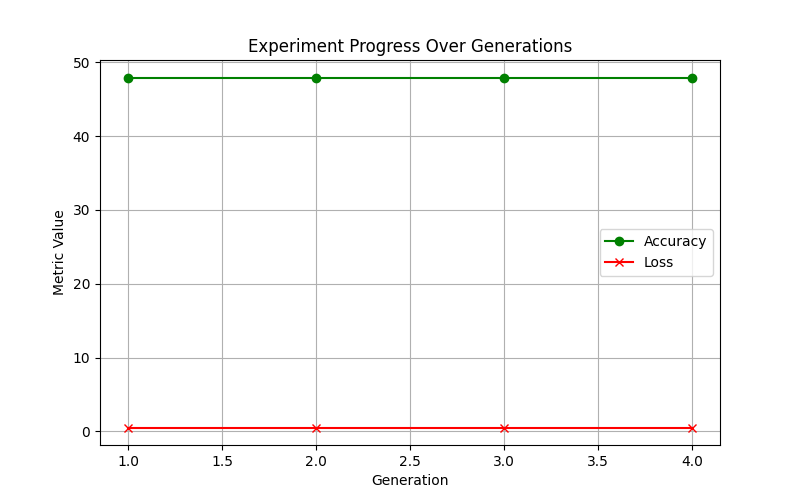 Experiment Progress Over Generations
50
40
30
20
10
0
Metric Value
Accuracy
Loss
1.0 1.5 2.0 2.5 3.0 3.5 4.0
Generation